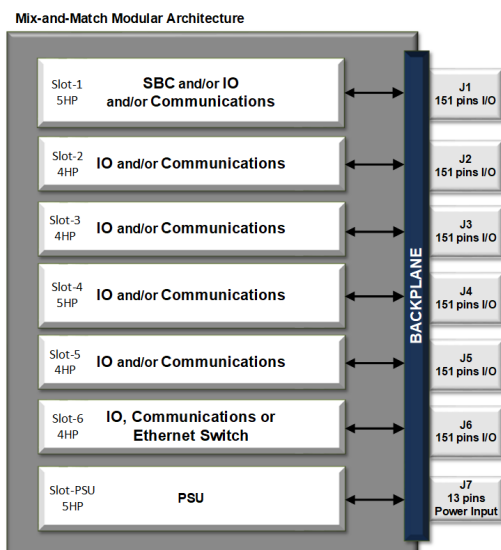 Mix-and-Match Modular Architecture
Slot-1
5HP
SBC and/or IO
and/or Communications
J1
151 pins I/O
Slot-2
4HP
IO and/or Communications
J2
151 pins I/O
Slot-3
4HP
IO and/or Communications
J3
151 pins I/O
Slot-4
5HP
IO and/or Communications
J4
151 pins I/O
Slot-5
4HP
IO and/or Communications
J5
151 pins I/O
Slot-6
4HP
IO, Communications or
Ethernet Switch
J6
151 pins I/O
Slot-PSU
5HP
PSU
J7
13 pins
Power Input
BACKPLANE